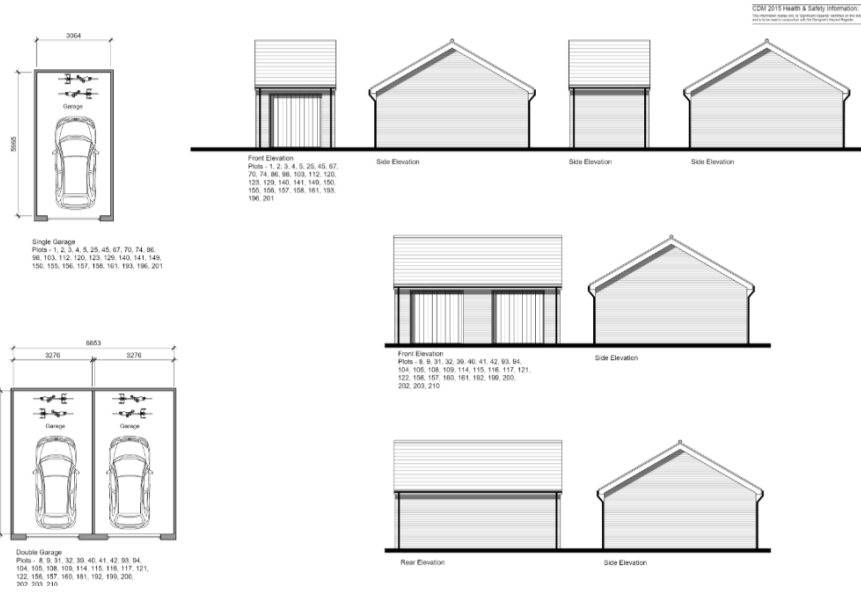 CDM 2015 Health & Safety Information:
3064
5665
Garage
Single Garage
Plots - 1, 2, 3, 4, 5, 25, 45, 67, 70, 74, 86,
98, 103, 112, 120, 123, 129, 140, 141, 149,
150, 155, 156, 157, 158, 161, 193, 196, 201
Front Elevation
Plots - 1, 2, 3, 4, 5, 25, 45, 67,
70, 74, 86, 98, 103, 112, 120,
123, 129, 140, 141, 149, 150,
155, 156, 157, 158, 161, 193,
196, 201
Side Elevation
Side Elevation
Side Elevation
Front Elevation
Plots - 8, 9, 31, 32, 39, 40, 41, 42, 93, 94,
104, 105, 108, 109, 114, 115, 116, 117, 121,
122, 156, 157, 160, 161, 192, 199, 200,
202, 203, 210
Side Elevation
6653
3276
3276
Garage
Garage
Double Garage
Plots - 8, 9, 31, 32, 39, 40, 41, 42, 93, 94,
104, 105, 108, 109, 114, 115, 116, 117, 121,
122, 156, 157, 160, 161, 192, 199, 200,
202, 203, 210
Rear Elevation
Side Elevation